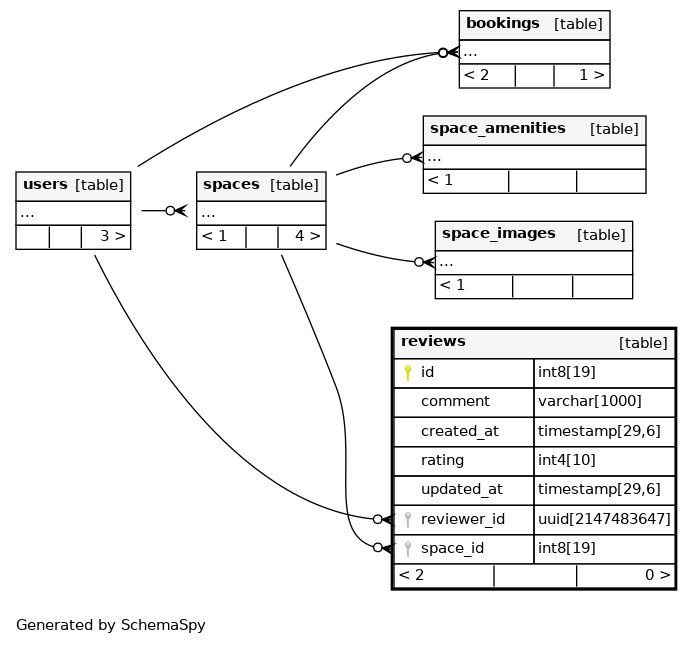 bookings [table]
...
< 2 1 >
space_amenities [table]
...
< 1
users [table]
...
3 >
spaces [table]
...
< 1 4 >
space_images [table]
...
< 1
reviews [table]
id int8[19]
comment varchar[1000]
created_at timestamp[29,6]
rating int4[10]
updated_at timestamp[29,6]
reviewer_id uuid[2147483647]
space_id int8[19]
< 2 0 >
Generated by SchemaSpy